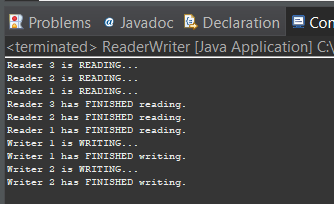 Problems @ Javadoc Declaration Con
<terminated> ReaderWriter [Java Application] C:\
Reader 3 is READING...
Reader 2 is READING...
Reader 1 is READING...
Reader 3 has FINISHED reading.
Reader 2 has FINISHED reading.
Reader 1 has FINISHED reading.
Writer 1 is WRITING...
Writer 1 has FINISHED writing.
Writer 2 is WRITING...
Writer 2 has FINISHED writing.